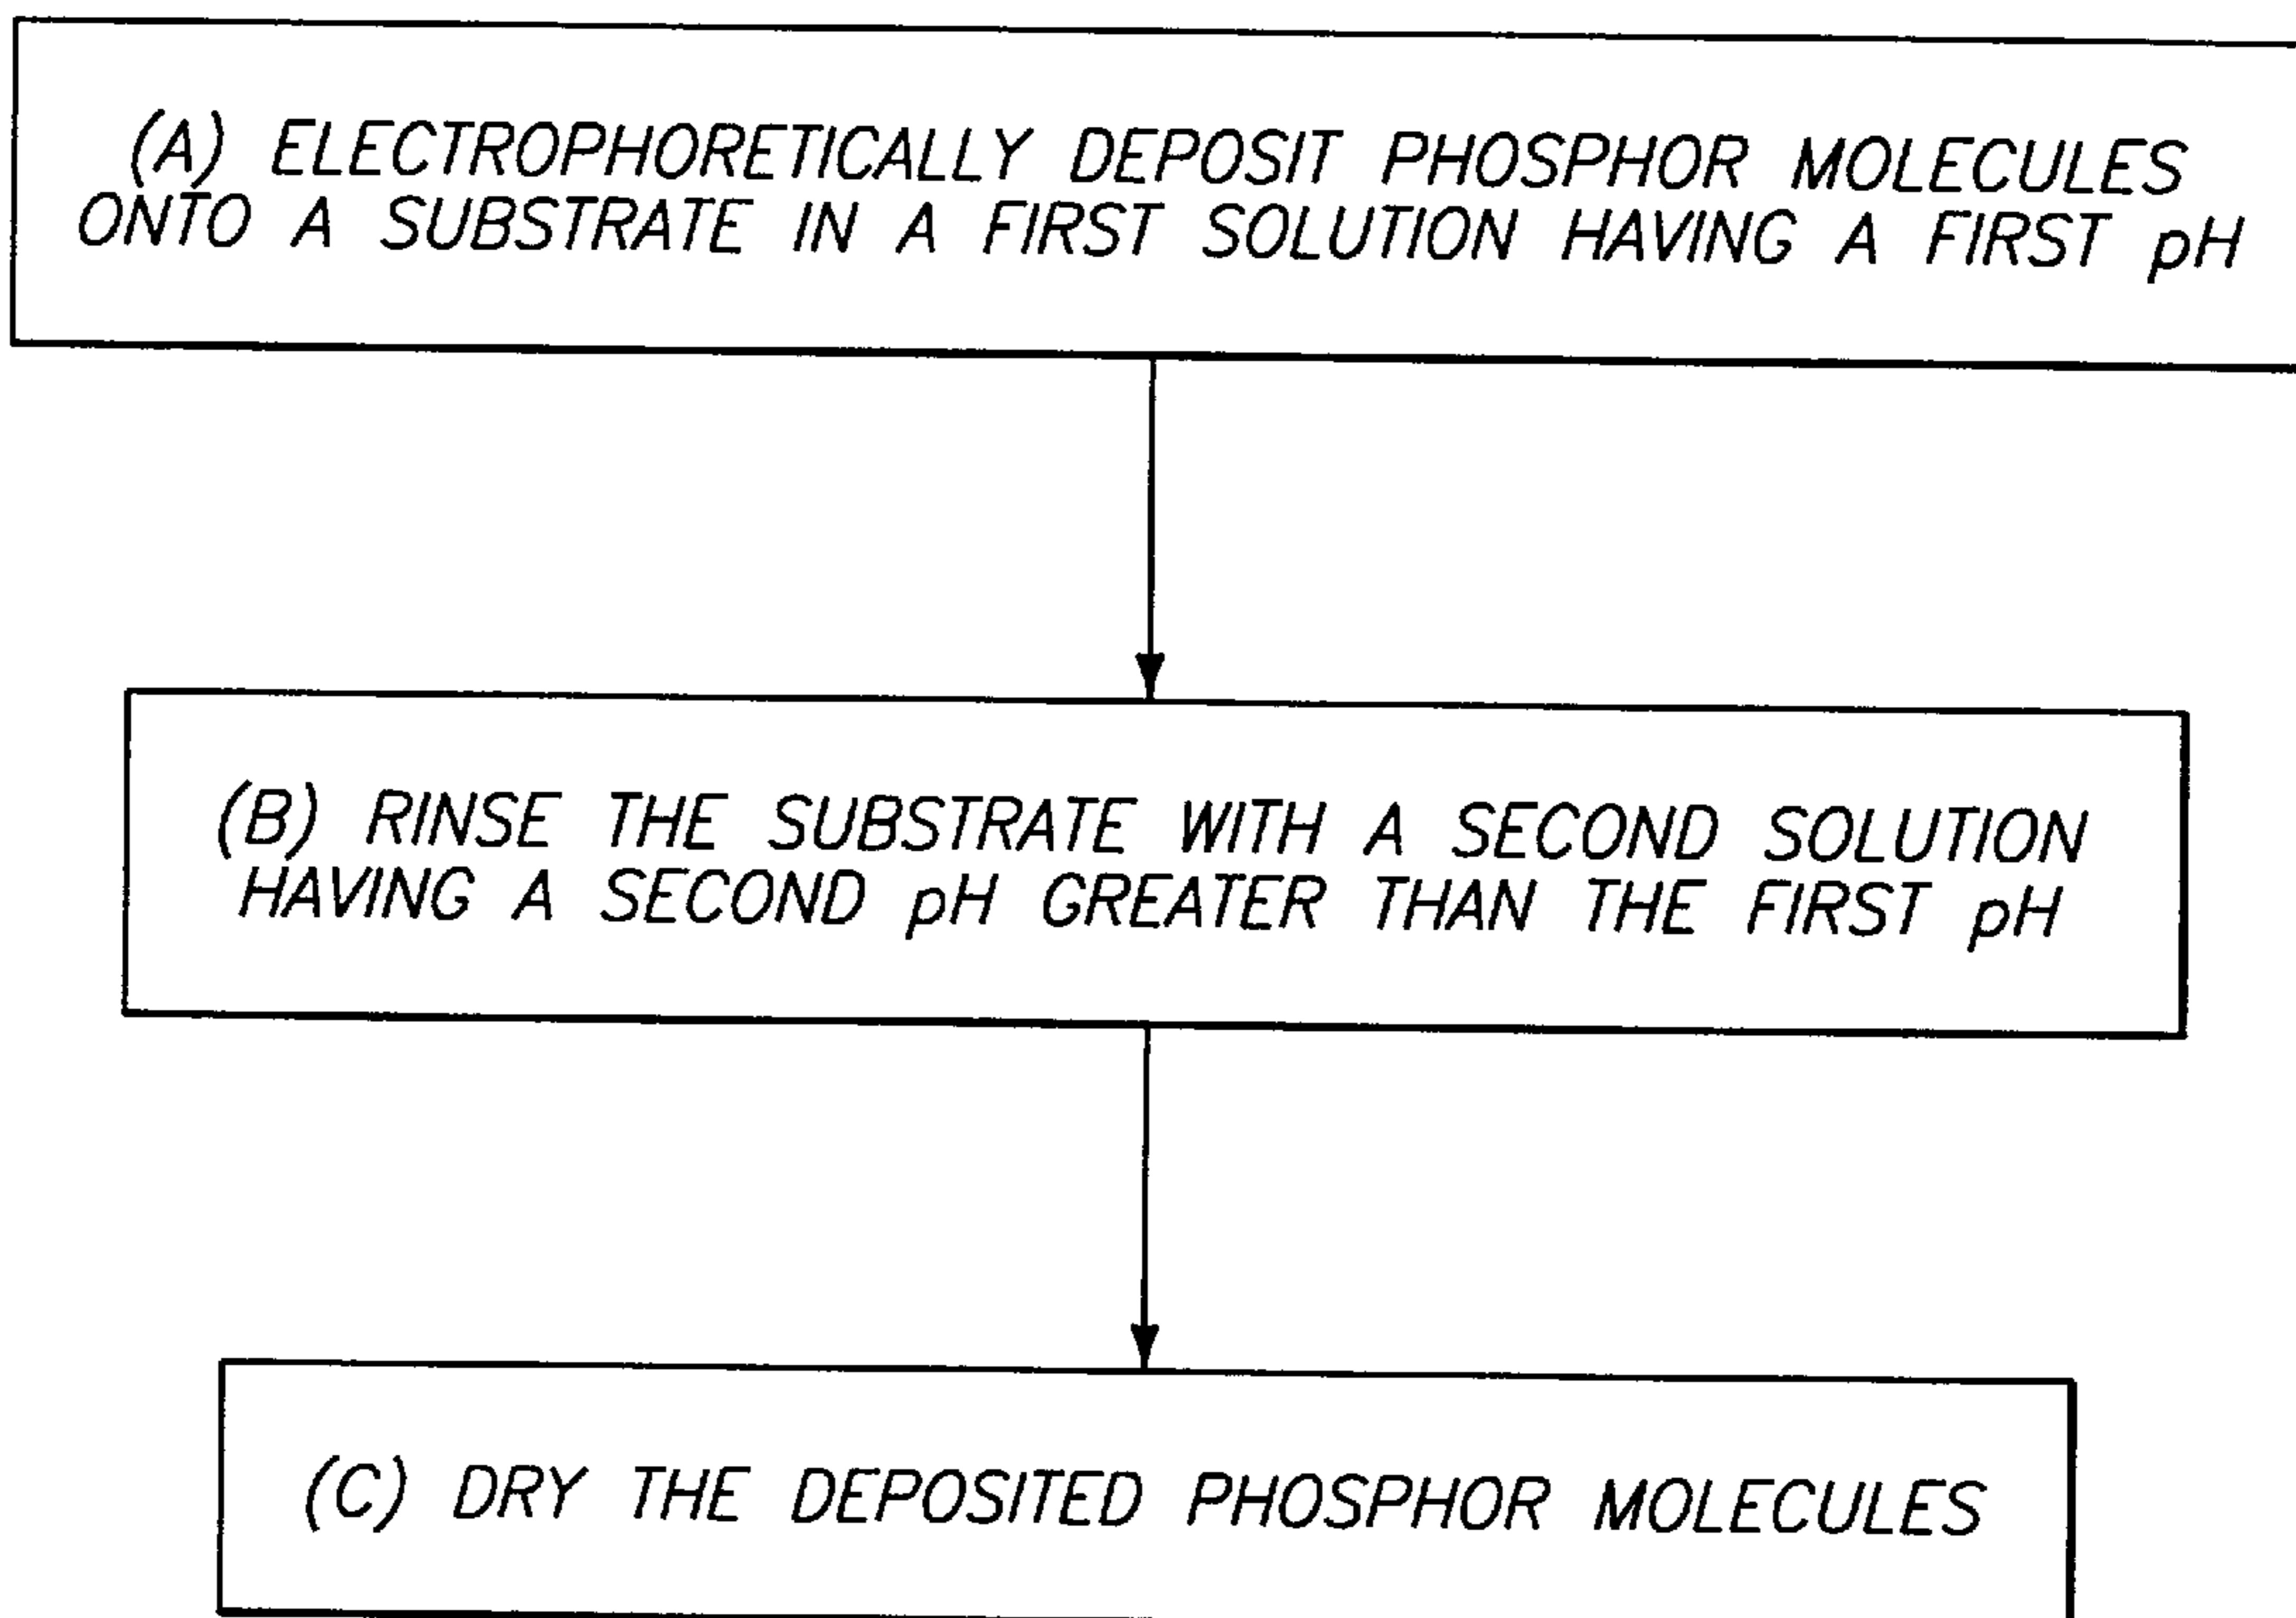 (A) ELECTROPHORETICALLY DEPOSIT PHOSPHOR MOLECULES
ONTO A SUBSTRATE IN A FIRST SOLUTION HAVING A FIRST pH
(B) RINSE THE SUBSTRATE WITH A SECOND SOLUTION
HAVING A SECOND pH GREATER THAN THE FIRST pH
(C) DRY THE DEPOSITED PHOSPHOR MOLECULES